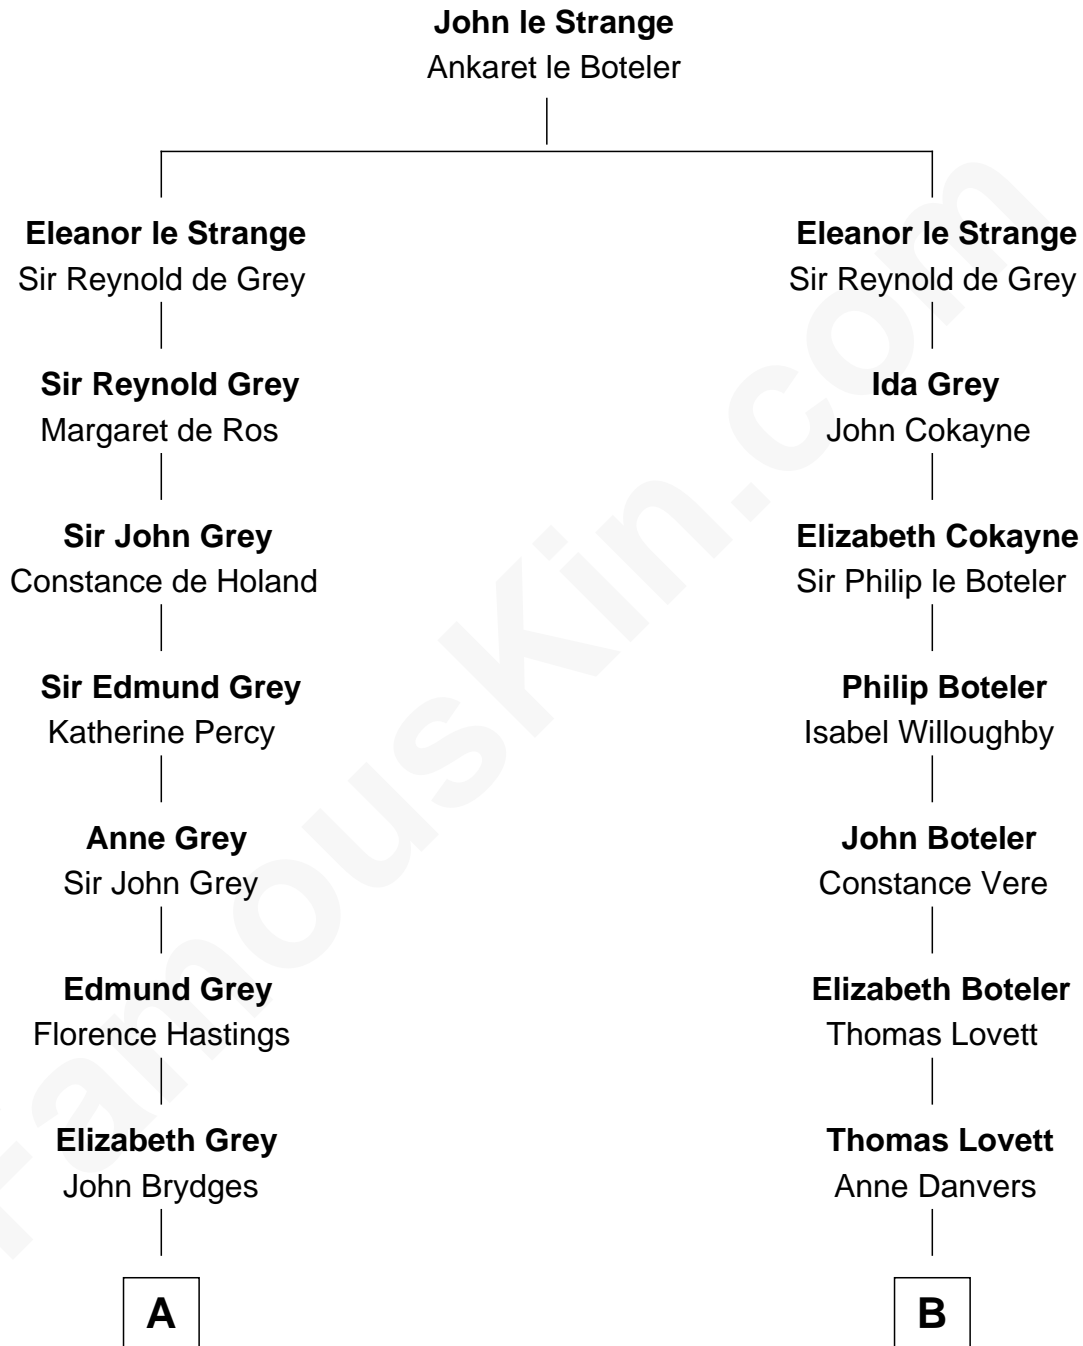 John le Strange
Ankaret le Boteler
Eleanor le Strange
Sir Reynold de Grey
Eleanor le Strange
Sir Reynold de Grey
Sir Reynold Grey
Margaret de Ros
Ida Grey
John Cokayne
Sir John Grey
Constance de Holand
Elizabeth Cokayne
Sir Philip le Boteler
Sir Edmund Grey
Katherine Percy
Philip Boteler
Isabel Willoughby
Anne Grey
Sir John Grey
John Boteler
Constance Vere
Edmund Grey
Florence Hastings
Elizabeth Boteler
Thomas Lovett
Elizabeth Grey
John Brydges
Thomas Lovett
Anne Danvers
A
B
FamousKin.com